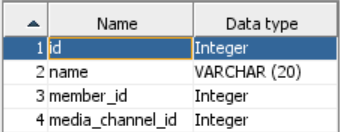 Name Data type
1 id Integer
2 name VARCHAR (20)
3 member_id Integer
4 media_channel_id Integer